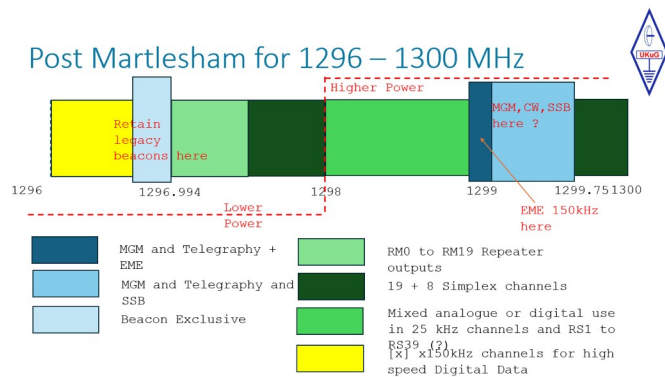 Post Martlesham for 1296 – 1300 MHz
UKuG
Higher Power
Retain
legacy
beacons here
MGM,CW,SSB
here ?
1296
1296.994
1298
1299
1299.75
1300
Lower
Power
EME 150kHz
here
MGM and Telegraphy +
EME
MGM and Telegraphy and
SSB
Beacon Exclusive
RM0 to RM19 Repeater
outputs
19 + 8 Simplex channels
Mixed analogue or digital use
in 25 kHz channels and RS1 to
RS39 (?)
[x] x150kHz channels for high
speed Digital Data